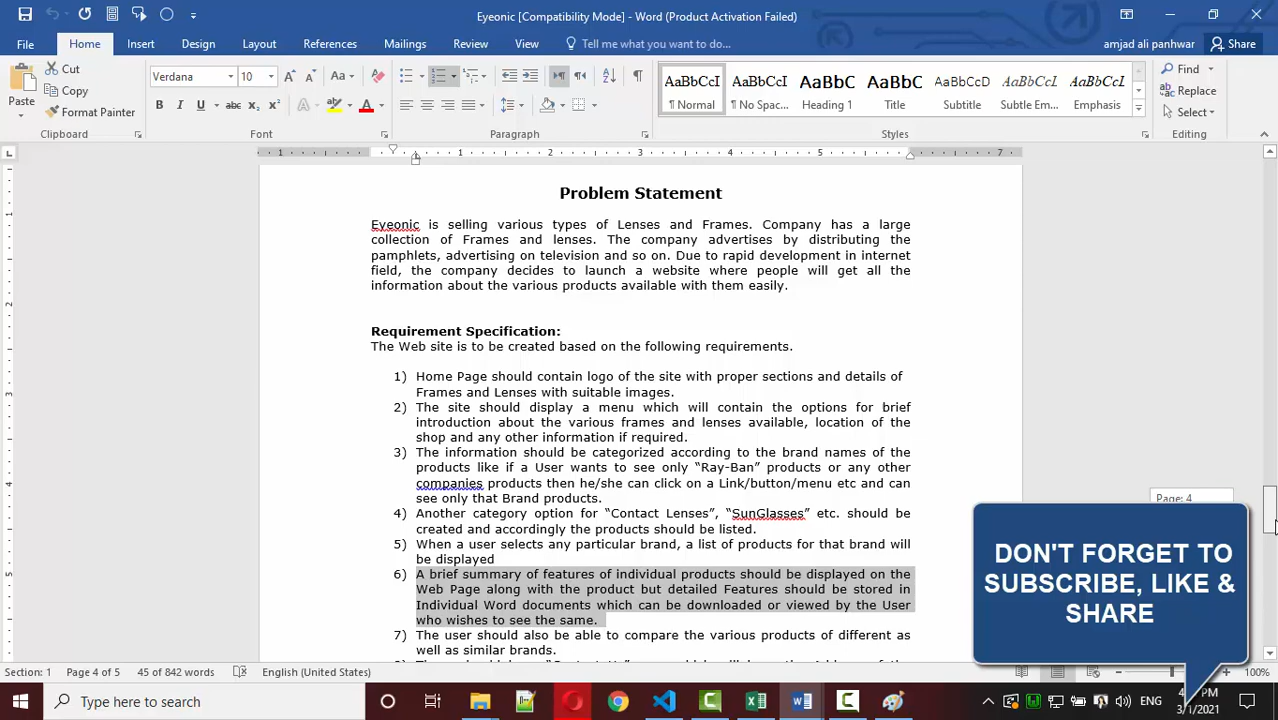 Eyeonic [Compatibility Mode] - Word (Product Activation Failed)
File Home Insert Design Layout References Mailings Review View Tell me what you want to do... amjad ali panhwar Share
Paste Cut Copy Format Painter
Clipboard
Verdana 10 Aa
B I U abc x₂ x² A A
Font
Paragraph
AaBbCcI AaBbCcI AaBbC AaBbC AaBbCcD AaBbCcI AaBbCcI
¶ Normal ¶ No Spac... Heading 1 Title Subtitle Subtle Em... Emphasis
Styles
Find
Replace
Select
Editing
1 1 2 3 4 5 7
Problem Statement
Eyeonic is selling various types of Lenses and Frames. Company has a large
collection of Frames and lenses. The company advertises by distributing the
pamphlets, advertising on television and so on. Due to rapid development in internet
field, the company decides to launch a website where people will get all the
information about the various products available with them easily.
Requirement Specification:
The Web site is to be created based on the following requirements.
1) Home Page should contain logo of the site with proper sections and details of
Frames and Lenses with suitable images.
2) The site should display a menu which will contain the options for brief
introduction about the various frames and lenses available, location of the
shop and any other information if required.
3) The information should be categorized according to the brand names of the
products like if a User wants to see only “Ray-Ban” products or any other
companies products then he/she can click on a Link/button/menu etc and can
see only that Brand products.
4) Another category option for “Contact Lenses”, “SunGlasses” etc. should be
created and accordingly the products should be listed.
5) When a user selects any particular brand, a list of products for that brand will
be displayed
6) A brief summary of features of individual products should be displayed on the
Web Page along with the product but detailed Features should be stored in
Individual Word documents which can be downloaded or viewed by the User
who wishes to see the same.
7) The user should also be able to compare the various products of different as
well as similar brands.
Page: 4
DON'T FORGET TO
SUBSCRIBE, LIKE &
SHARE
Section: 1 Page 4 of 5 45 of 842 words English (United States) 100%
Type here to search
ENG